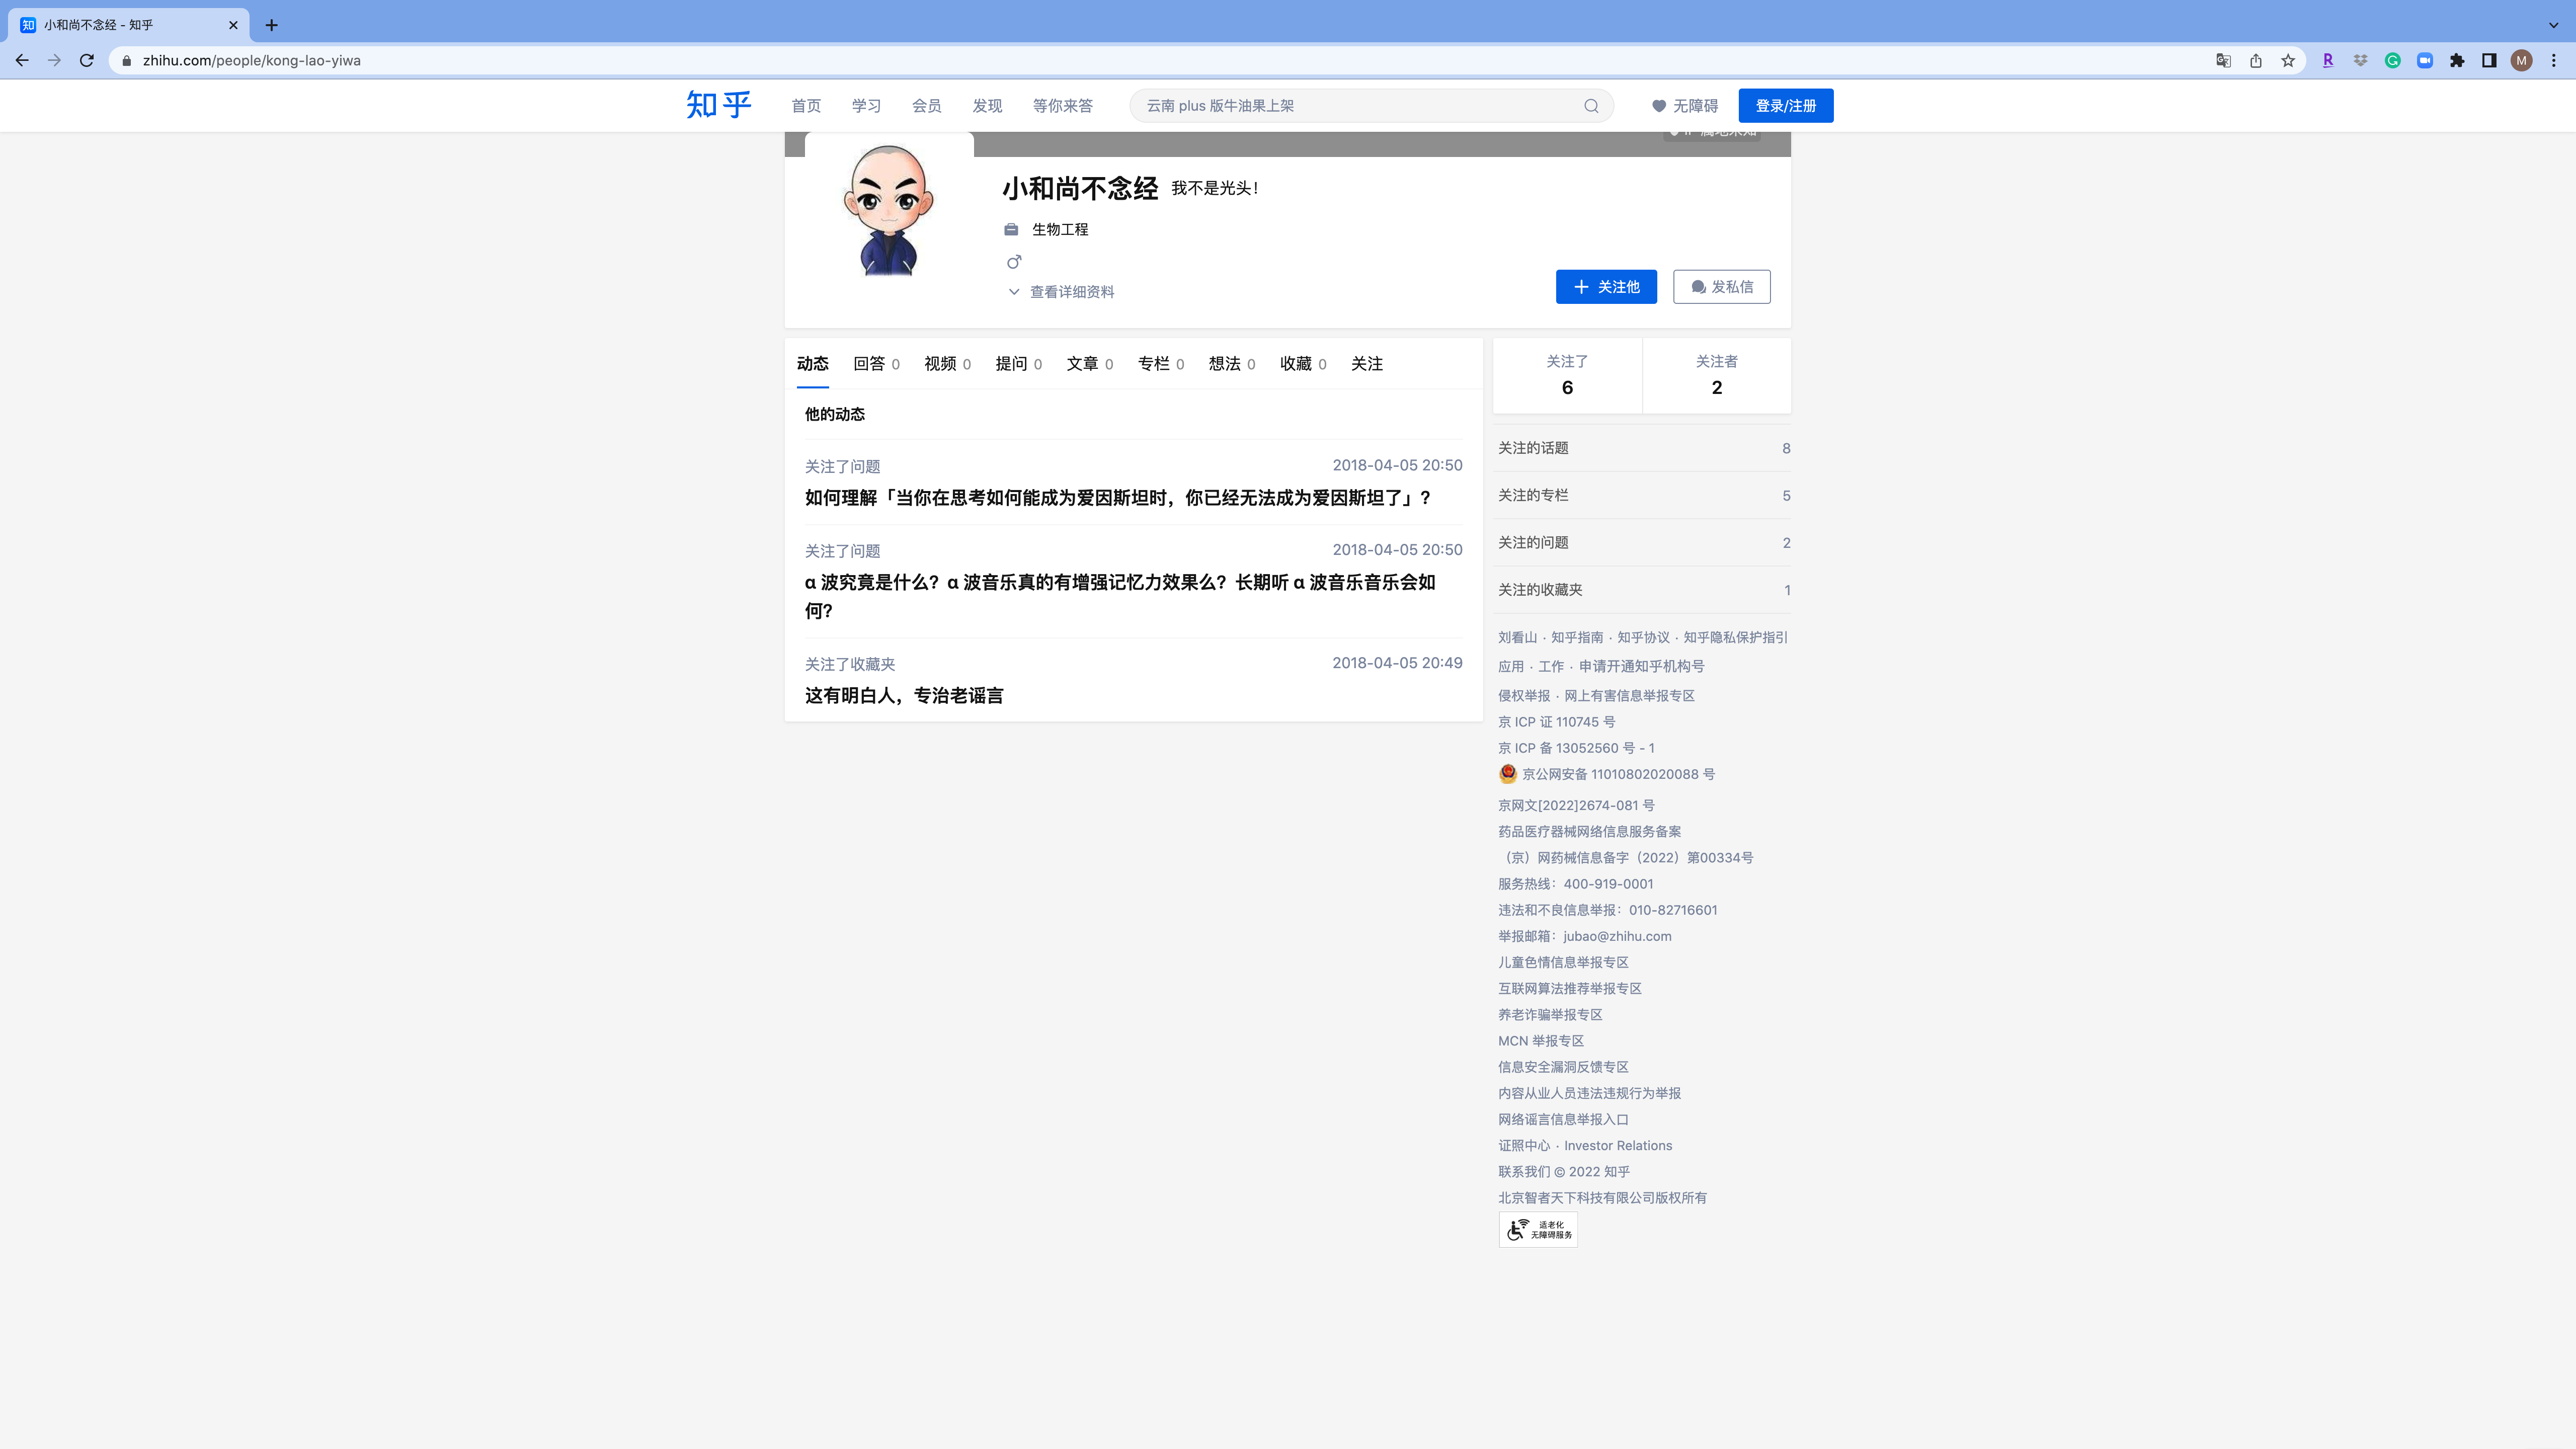 知 小和尚不念经 - 知乎
zhihu.com/people/kong-lao-yiwa
M
知乎 首页 学习 会员 发现 等你来答 云南 plus 版牛油果上架 无障碍 登录/注册
小和尚不念经 我不是光头！
生物工程
查看详细资料
关注他 发私信
动态 回答 0 视频 0 提问 0 文章 0 专栏 0 想法 0 收藏 0 关注
他的动态
关注了问题 2018-04-05 20:50
如何理解「当你在思考如何能成为爱因斯坦时，你已经无法成为爱因斯坦了」?
关注了问题 2018-04-05 20:50
α 波究竟是什么？α 波音乐真的有增强记忆力效果么？长期听 α 波音乐音乐会如
何?
关注了收藏夹 2018-04-05 20:49
这有明白人，专治老谣言
关注了 关注者
6 2
关注的话题 8
关注的专栏 5
关注的问题 2
关注的收藏夹 1
刘看山 · 知乎指南 · 知乎协议 · 知乎隐私保护指引
应用 · 工作 · 申请开通知乎机构号
侵权举报 · 网上有害信息举报专区
京 ICP 证 110745 号
京 ICP 备 13052560 号 - 1
京公网安备 11010802020088 号
京网文[2022]2674-081 号
药品医疗器械网络信息服务备案
（京）网药械信息备字（2022）第00334号
服务热线：400-919-0001
违法和不良信息举报：010-82716601
举报邮箱：jubao@zhihu.com
儿童色情信息举报专区
互联网算法推荐举报专区
养老诈骗举报专区
MCN 举报专区
信息安全漏洞反馈专区
内容从业人员违法违规行为举报
网络谣言信息举报入口
证照中心 · Investor Relations
联系我们 © 2022 知乎
北京智者天下科技有限公司版权所有
适老化
无障碍服务